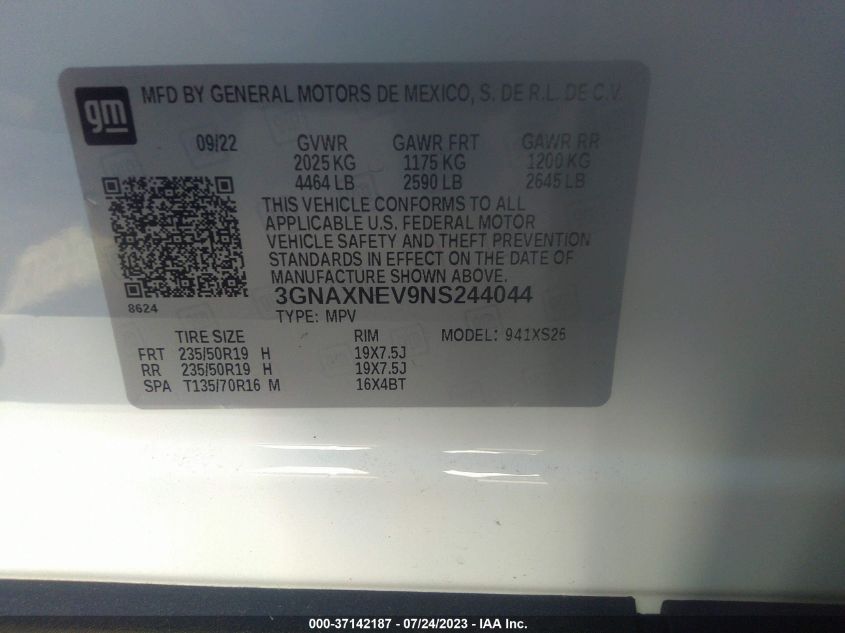 gm
MFD BY GENERAL MOTORS DE MEXICO, S. DE R.L. DE C.V.
09/22 GVWR GAWR FRT GAWR RR
2025 KG 1175 KG 1200 KG
4464 LB 2590 LB 2645 LB
THIS VEHICLE CONFORMS TO ALL
APPLICABLE U.S. FEDERAL MOTOR
VEHICLE SAFETY AND THEFT PREVENTION
STANDARDS IN EFFECT ON THE DATE OF
MANUFACTURE SHOWN ABOVE.
8624
3GNAXNEV9NS244044
TYPE: MPV
TIRE SIZE RIM MODEL: 941XS26
FRT 235/50R19 H 19X7.5J
RR 235/50R19 H 19X7.5J
SPA T135/70R16 M 16X4BT
000-37142187 - 07/24/2023 - IAA Inc.